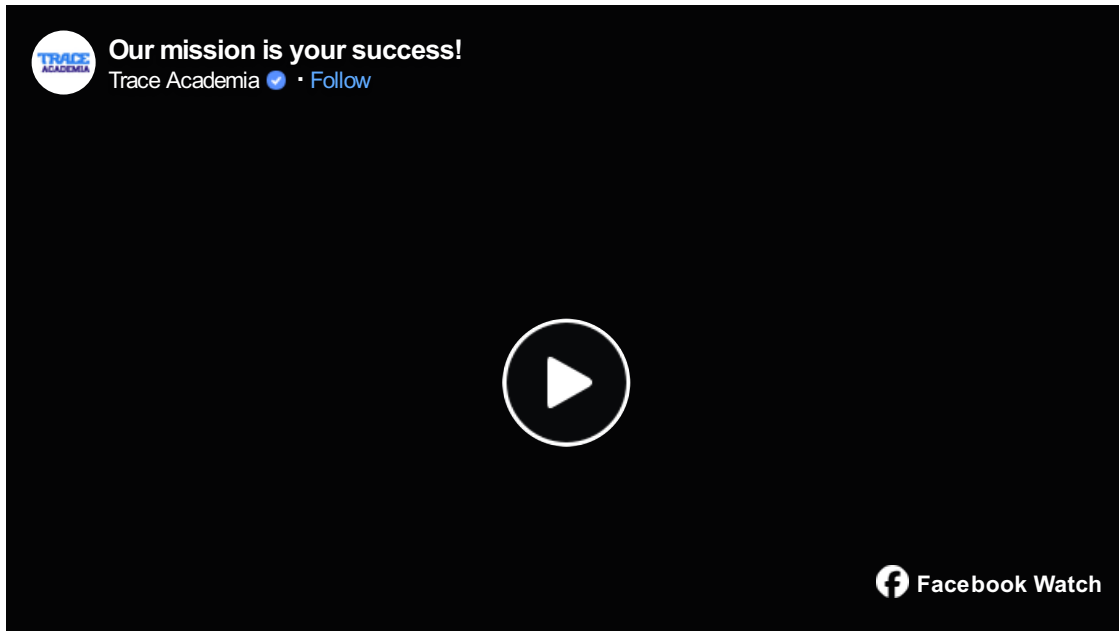 TRACE
ACADEMIA
Our mission is your success!
Trace Academia · Follow
Facebook Watch